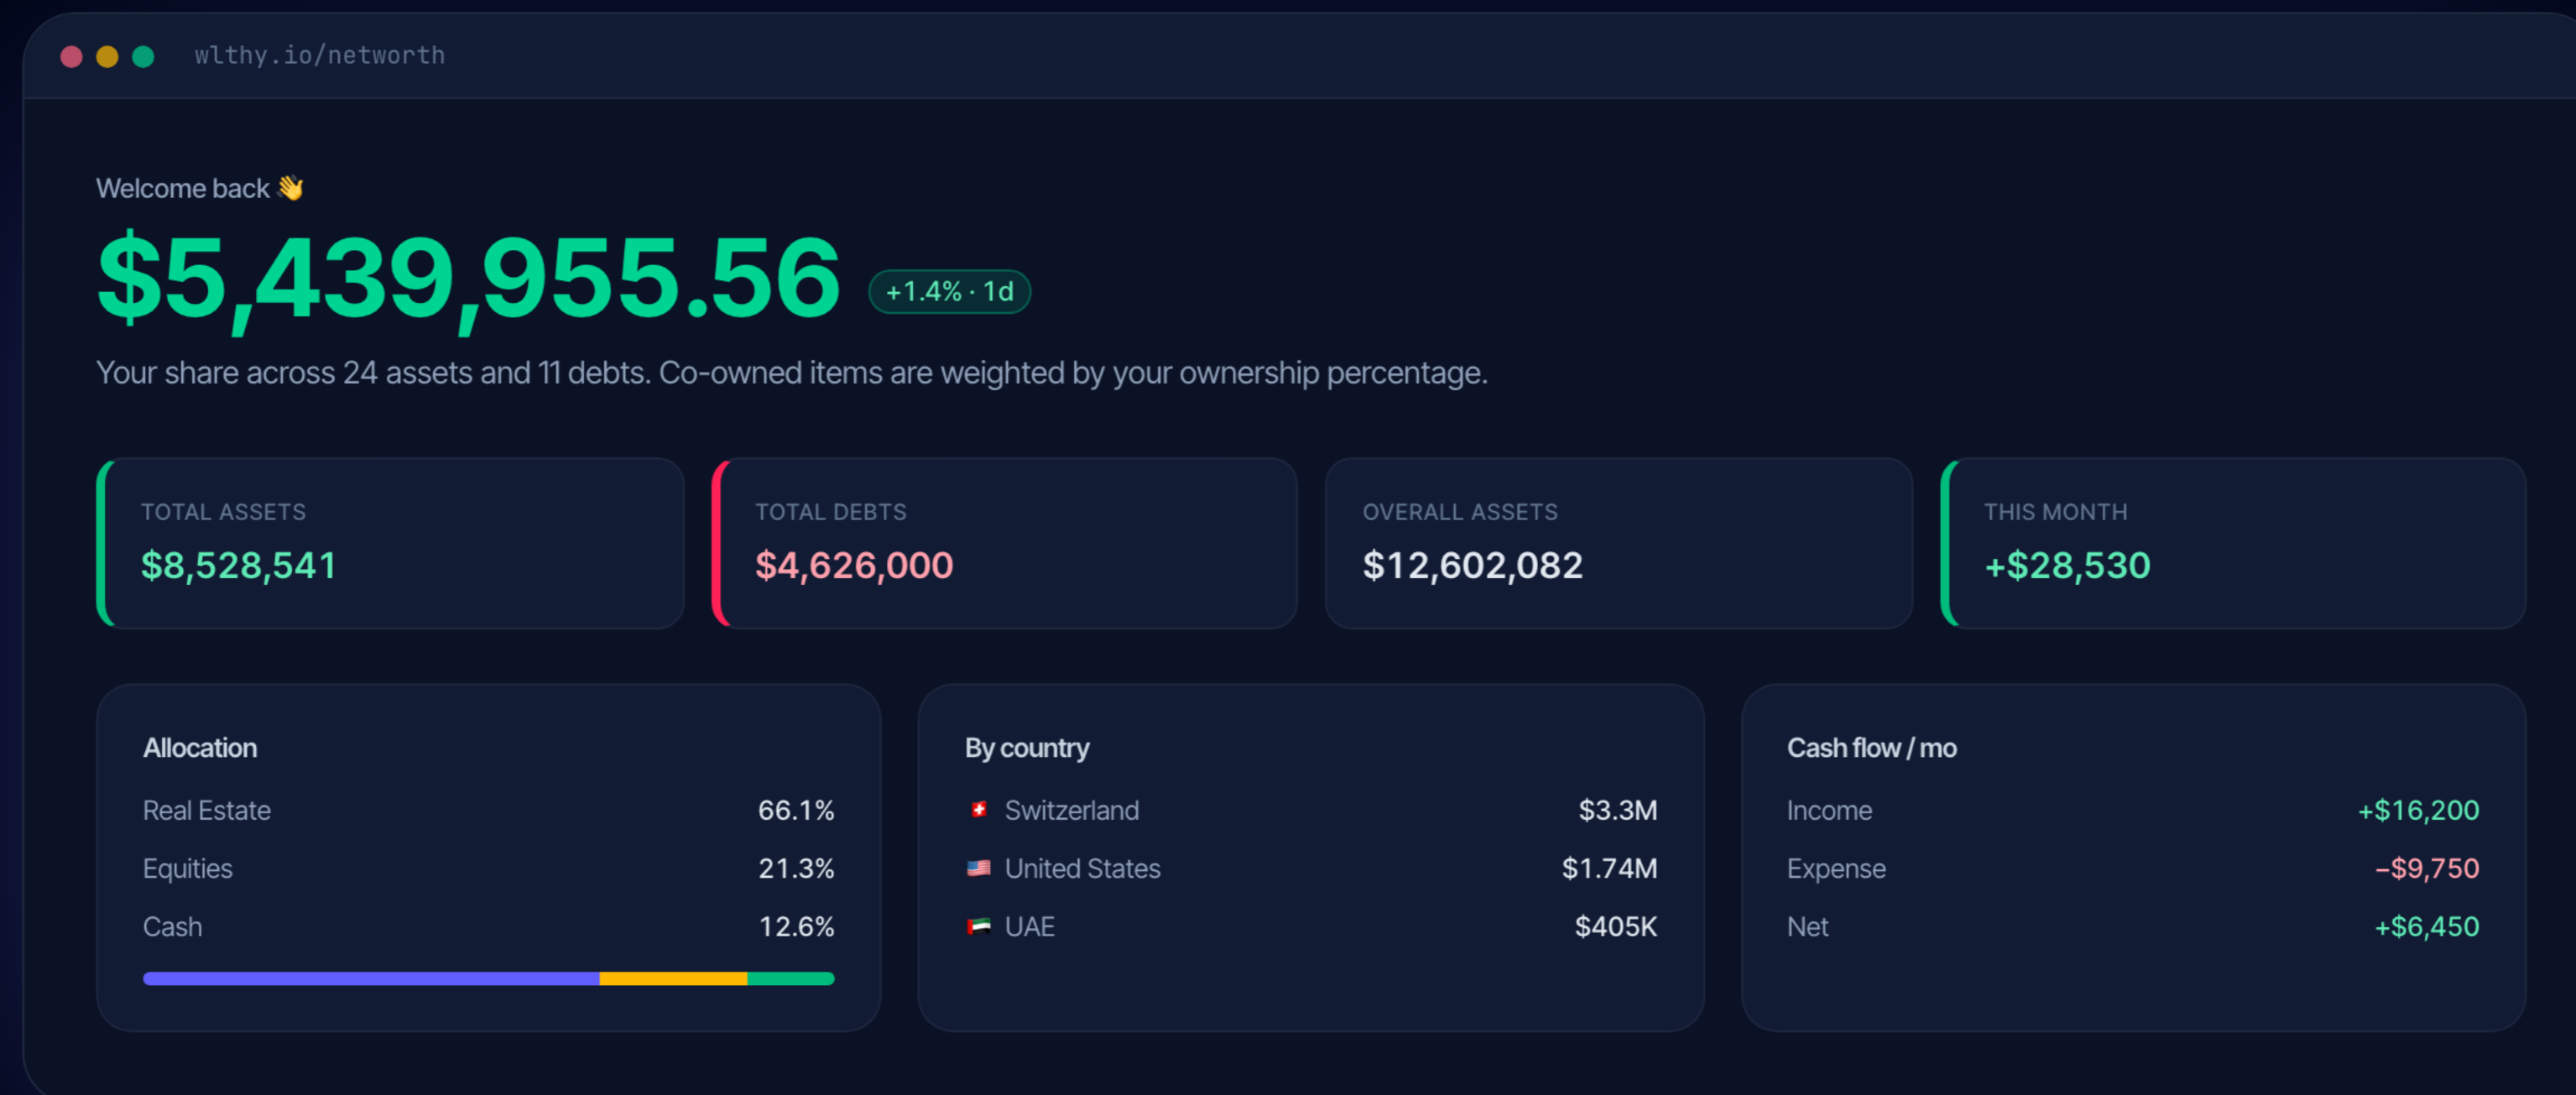 wlthy.io/networth
Welcome back 👋
$5,439,955.56 +1.4% · 1d
Your share across 24 assets and 11 debts. Co-owned items are weighted by your ownership percentage.
TOTAL ASSETS
$8,528,541
TOTAL DEBTS
$4,626,000
OVERALL ASSETS
$12,602,082
THIS MONTH
+$28,530
Allocation
Real Estate 66.1%
Equities 21.3%
Cash 12.6%
By country
🇨🇭 Switzerland $3.3M
🇺🇸 United States $1.74M
🇦🇪 UAE $405K
Cash flow / mo
Income +$16,200
Expense −$9,750
Net +$6,450